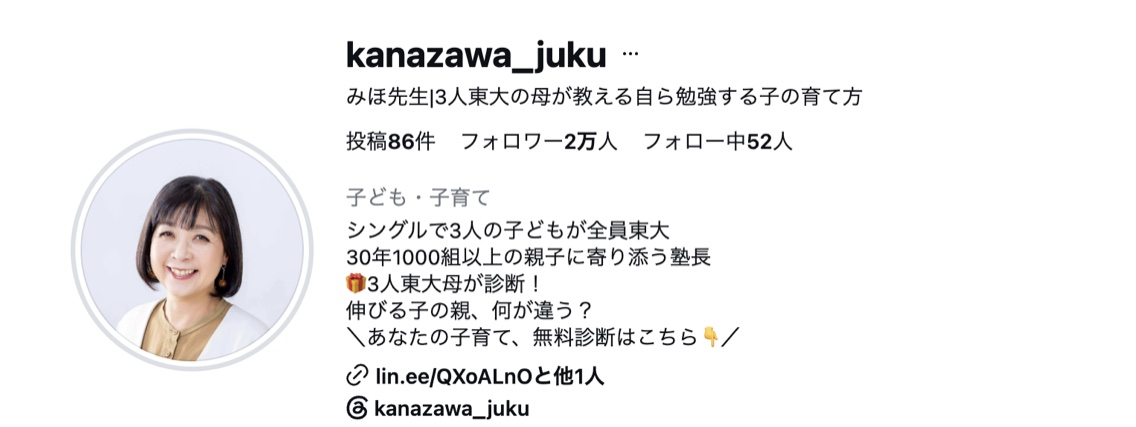 kanazawa_juku ...
みほ先生|3人東大の母が教える自ら勉強する子の育て方
投稿86件 フォロワー2万人 フォロー中52人
子ども・子育て
シングルで3人の子どもが全員東大
30年1000組以上の親子に寄り添う塾長
🎁3人東大母が診断！
伸びる子の親、何が違う？
＼あなたの子育て、無料診断はこちら👇／
lin.ee/QXoALnOと他1人
kanazawa_juku